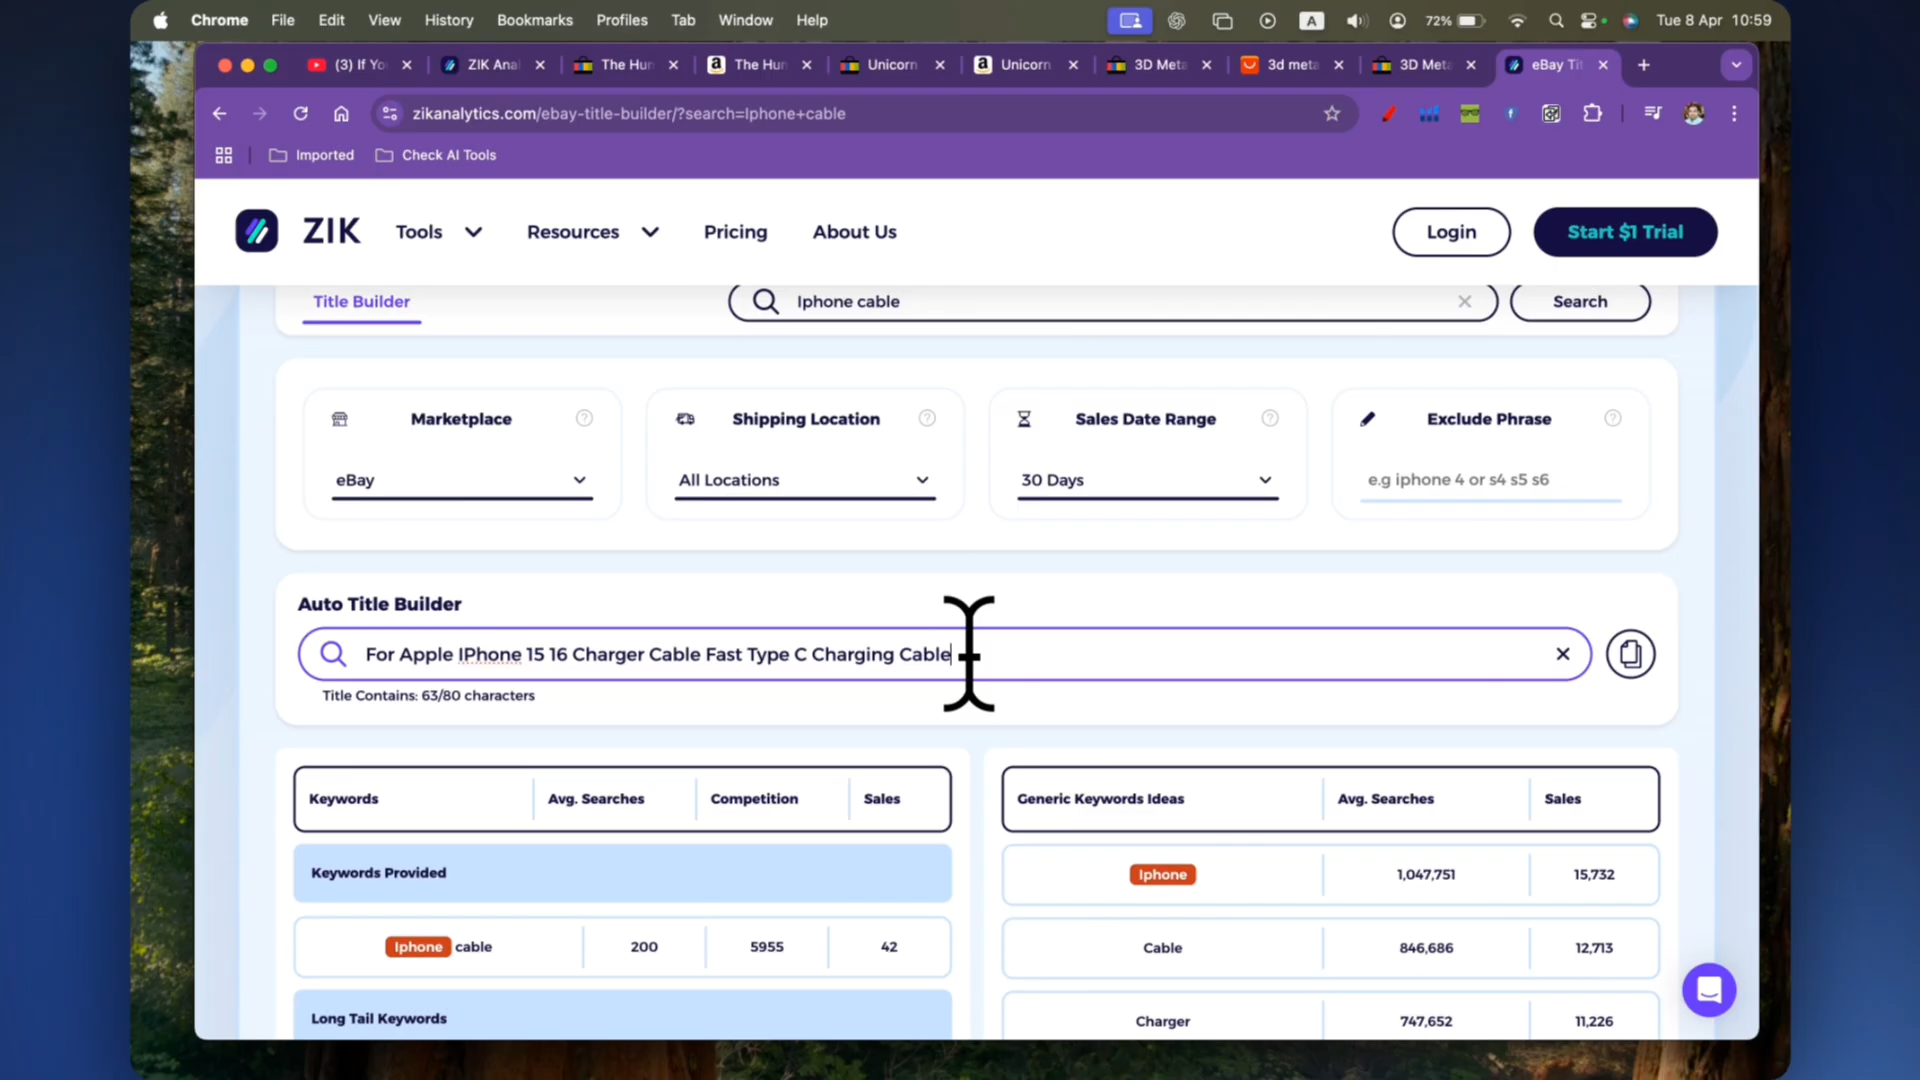 Chrome File Edit View History Bookmarks Profiles Tab Window Help A 72% Tue 8 Apr 10:59
(3) If Yo ZIK Anal The Hun The Hun Unicorn Unicorn 3D Meta 3d meta 3D Meta eBay Tit
zikanalytics.com/ebay-title-builder/?search=Iphone+cable
Imported Check AI Tools
ZIK Tools Resources Pricing About Us Login Start $1 Trial
Title Builder Iphone cable Search
Marketplace Shipping Location Sales Date Range Exclude Phrase
eBay All Locations 30 Days e.g iphone 4 or s4 s5 s6
Auto Title Builder
For Apple IPhone 15 16 Charger Cable Fast Type C Charging Cable
Title Contains: 63/80 characters
Keywords Avg. Searches Competition Sales Generic Keywords Ideas Avg. Searches Sales
Keywords Provided Iphone 1,047,751 15,732
Iphone cable 200 5955 42 Cable 846,686 12,713
Long Tail Keywords Charger 747,652 11,226